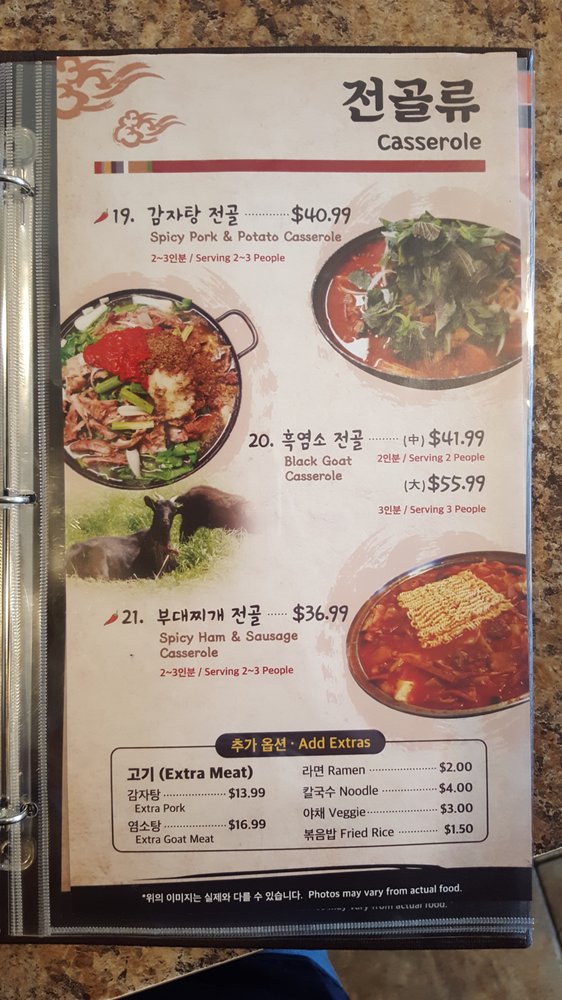 전골류
Casserole
19. 감자탕 전골 ············ $40.99
Spicy Pork & Potato Casserole
2~3인분 / Serving 2~3 People
20. 흑염소 전골 ········ (中) $41.99
Black Goat
Casserole
2인분 / Serving 2 People
(大) $55.99
3인분 / Serving 3 People
21. 부대찌개 전골 ······ $36.99
Spicy Ham & Sausage
Casserole
2~3인분 / Serving 2~3 People
추가 옵션 · Add Extras
고기 (Extra Meat)
감자탕 ················ $13.99
Extra Pork
염소탕 ················ $16.99
Extra Goat Meat
라면 Ramen ················ $2.00
칼국수 Noodle ············ $4.00
야채 Veggie ················ $3.00
볶음밥 Fried Rice ············ $1.50
*위의 이미지는 실제와 다를 수 있습니다. Photos may vary from actual food.
may vary from actual food.